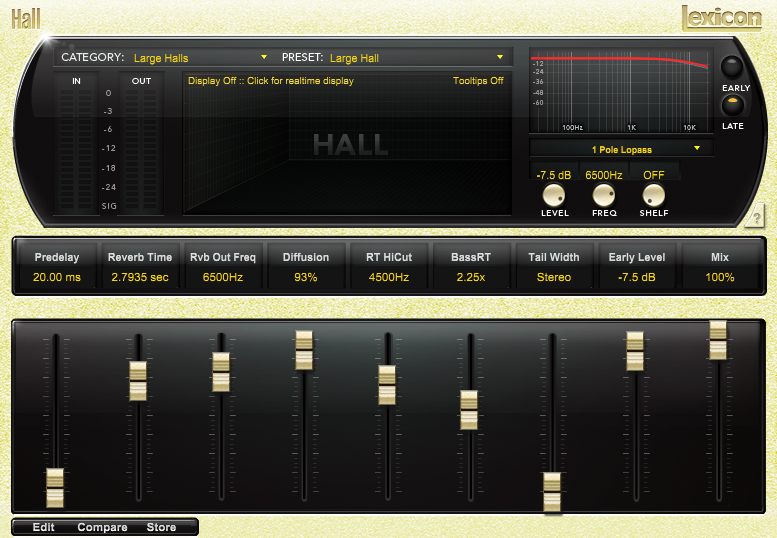 Hall
lexicon
CATEGORY: Large Halls PRESET: Large Hall
IN OUT
Display Off :: Click for realtime display Tooltips Off
0
-3
-6
-12
-18
-24
SIG
HALL
-12
-24
-36
-48
-60
100Hz 1K 10K
EARLY
LATE
1 Pole Lopass
-7.5 dB 6500Hz OFF
LEVEL FREQ SHELF
?
Predelay Reverb Time Rvb Out Freq Diffusion RT HiCut BassRT Tail Width Early Level Mix
20.00 ms 2.7935 sec 6500Hz 93% 4500Hz 2.25x Stereo -7.5 dB 100%
Edit Compare Store